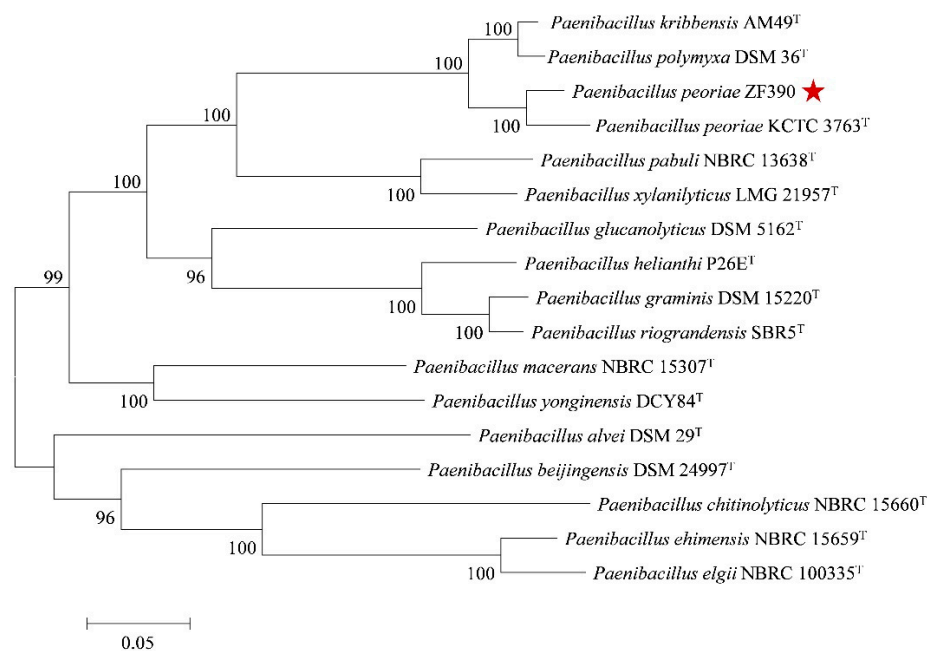 Paenibacillus kribbensis AM49ᵀ
100
Paenibacillus polymyxa DSM 36ᵀ
100
Paenibacillus peoriae ZF390
100
100
Paenibacillus peoriae KCTC 3763ᵀ
Paenibacillus pabuli NBRC 13638ᵀ
100
100
Paenibacillus xylanilyticus LMG 21957ᵀ
Paenibacillus glucanolyticus DSM 5162ᵀ
99
96
Paenibacillus helianthi P26Eᵀ
100
Paenibacillus graminis DSM 15220ᵀ
100
Paenibacillus riograndensis SBR5ᵀ
Paenibacillus macerans NBRC 15307ᵀ
100
Paenibacillus yonginensis DCY84ᵀ
Paenibacillus alvei DSM 29ᵀ
Paenibacillus beijingensis DSM 24997ᵀ
96
Paenibacillus chitinolyticus NBRC 15660ᵀ
Paenibacillus ehimensis NBRC 15659ᵀ
100
100
Paenibacillus elgii NBRC 100335ᵀ
0.05